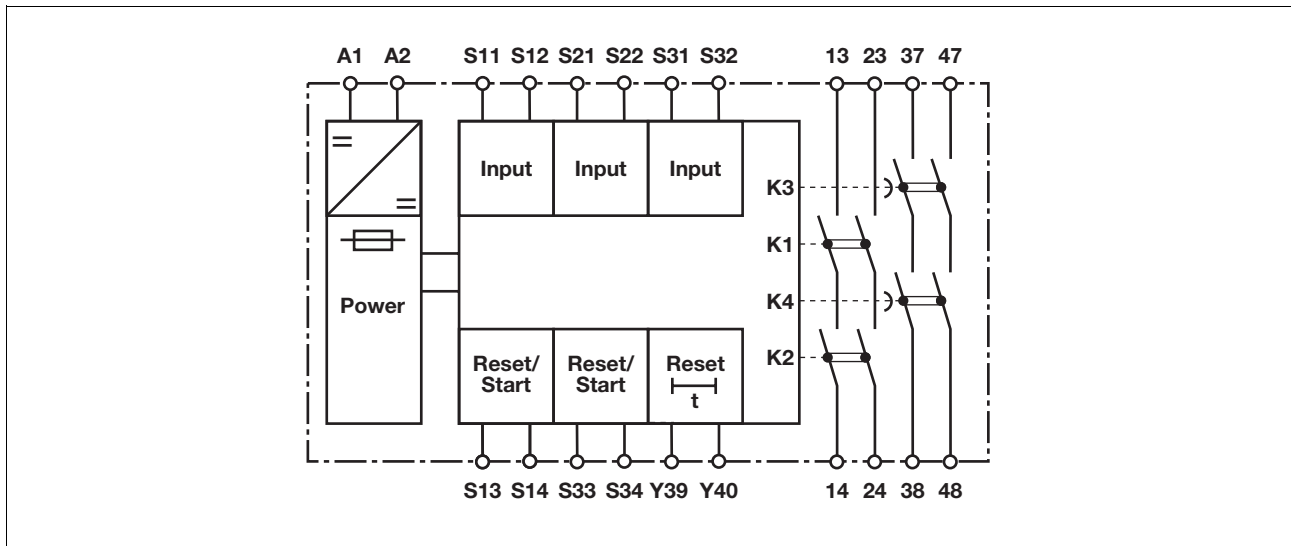 A1 A2 S11 S12 S21 S22 S31 S32 13 23 37 47
Input Input Input
K3
K1
K4
Power
K2
Reset/ Reset/ Reset
Start Start t
S13 S14 S33 S34 Y39 Y40 14 24 38 48